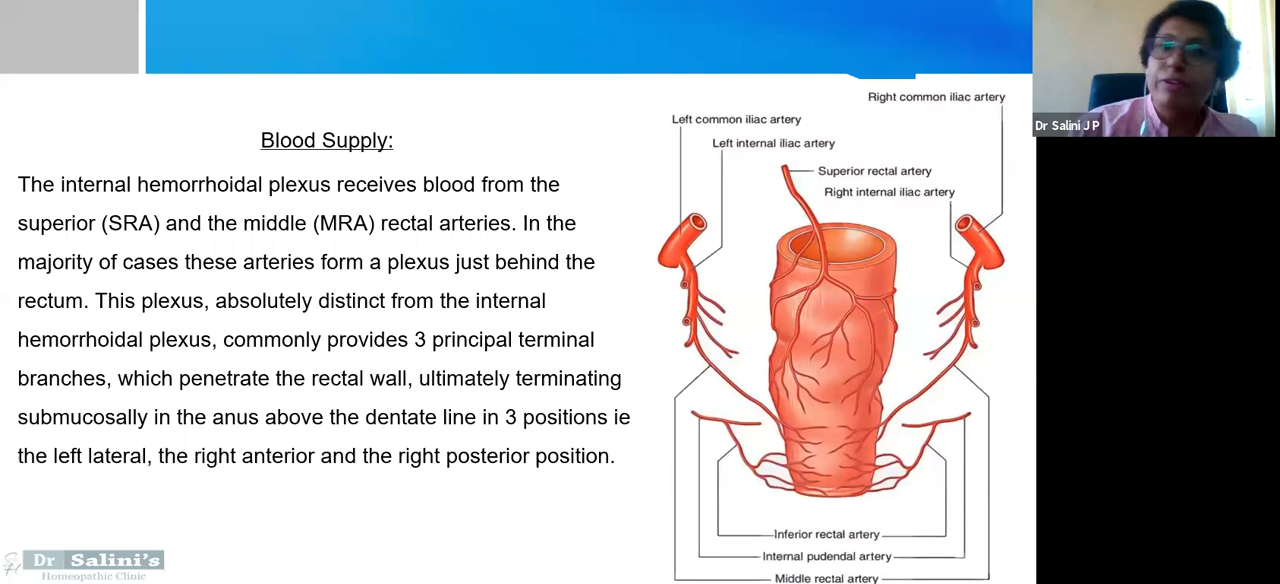 Blood Supply:
The internal hemorrhoidal plexus receives blood from the
superior (SRA) and the middle (MRA) rectal arteries. In the
majority of cases these arteries form a plexus just behind the
rectum. This plexus, absolutely distinct from the internal
hemorrhoidal plexus, commonly provides 3 principal terminal
branches, which penetrate the rectal wall, ultimately terminating
submucosally in the anus above the dentate line in 3 positions ie
the left lateral, the right anterior and the right posterior position.
Right common iliac artery
Left common iliac artery
Left internal iliac artery
Superior rectal artery
Right internal iliac artery
Inferior rectal artery
Internal pudendal artery
Middle rectal artery
Dr Salini J P
Dr Salini's
Homeopathic Clinic